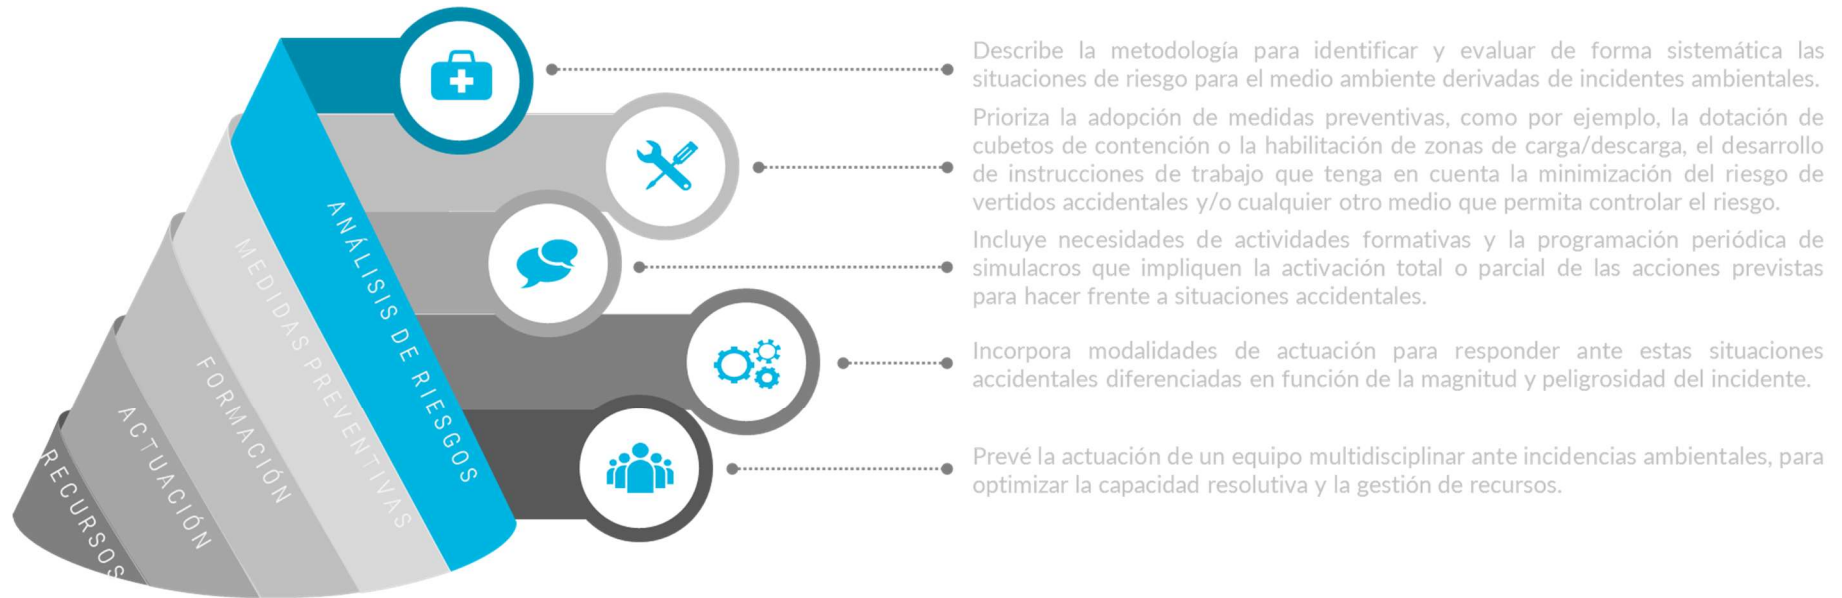 ANÁLISIS DE RIESGOS
MEDIDAS PREVENTIVAS
FORMACIÓN
ACTUACIÓN
RECURSOS
Describe la metodología para identificar y evaluar de forma sistemática las
situaciones de riesgo para el medio ambiente derivadas de incidentes ambientales.
Prioriza la adopción de medidas preventivas, como por ejemplo, la dotación de
cubetos de contención o la habilitación de zonas de carga/descarga, el desarrollo
de instrucciones de trabajo que tenga en cuenta la minimización del riesgo de
vertidos accidentales y/o cualquier otro medio que permita controlar el riesgo.
Incluye necesidades de actividades formativas y la programación periódica de
simulacros que impliquen la activación total o parcial de las acciones previstas
para hacer frente a situaciones accidentales.
Incorpora modalidades de actuación para responder ante estas situaciones
accidentales diferenciadas en función de la magnitud y peligrosidad del incidente.
Prevé la actuación de un equipo multidisciplinar ante incidencias ambientales, para
optimizar la capacidad resolutiva y la gestión de recursos.